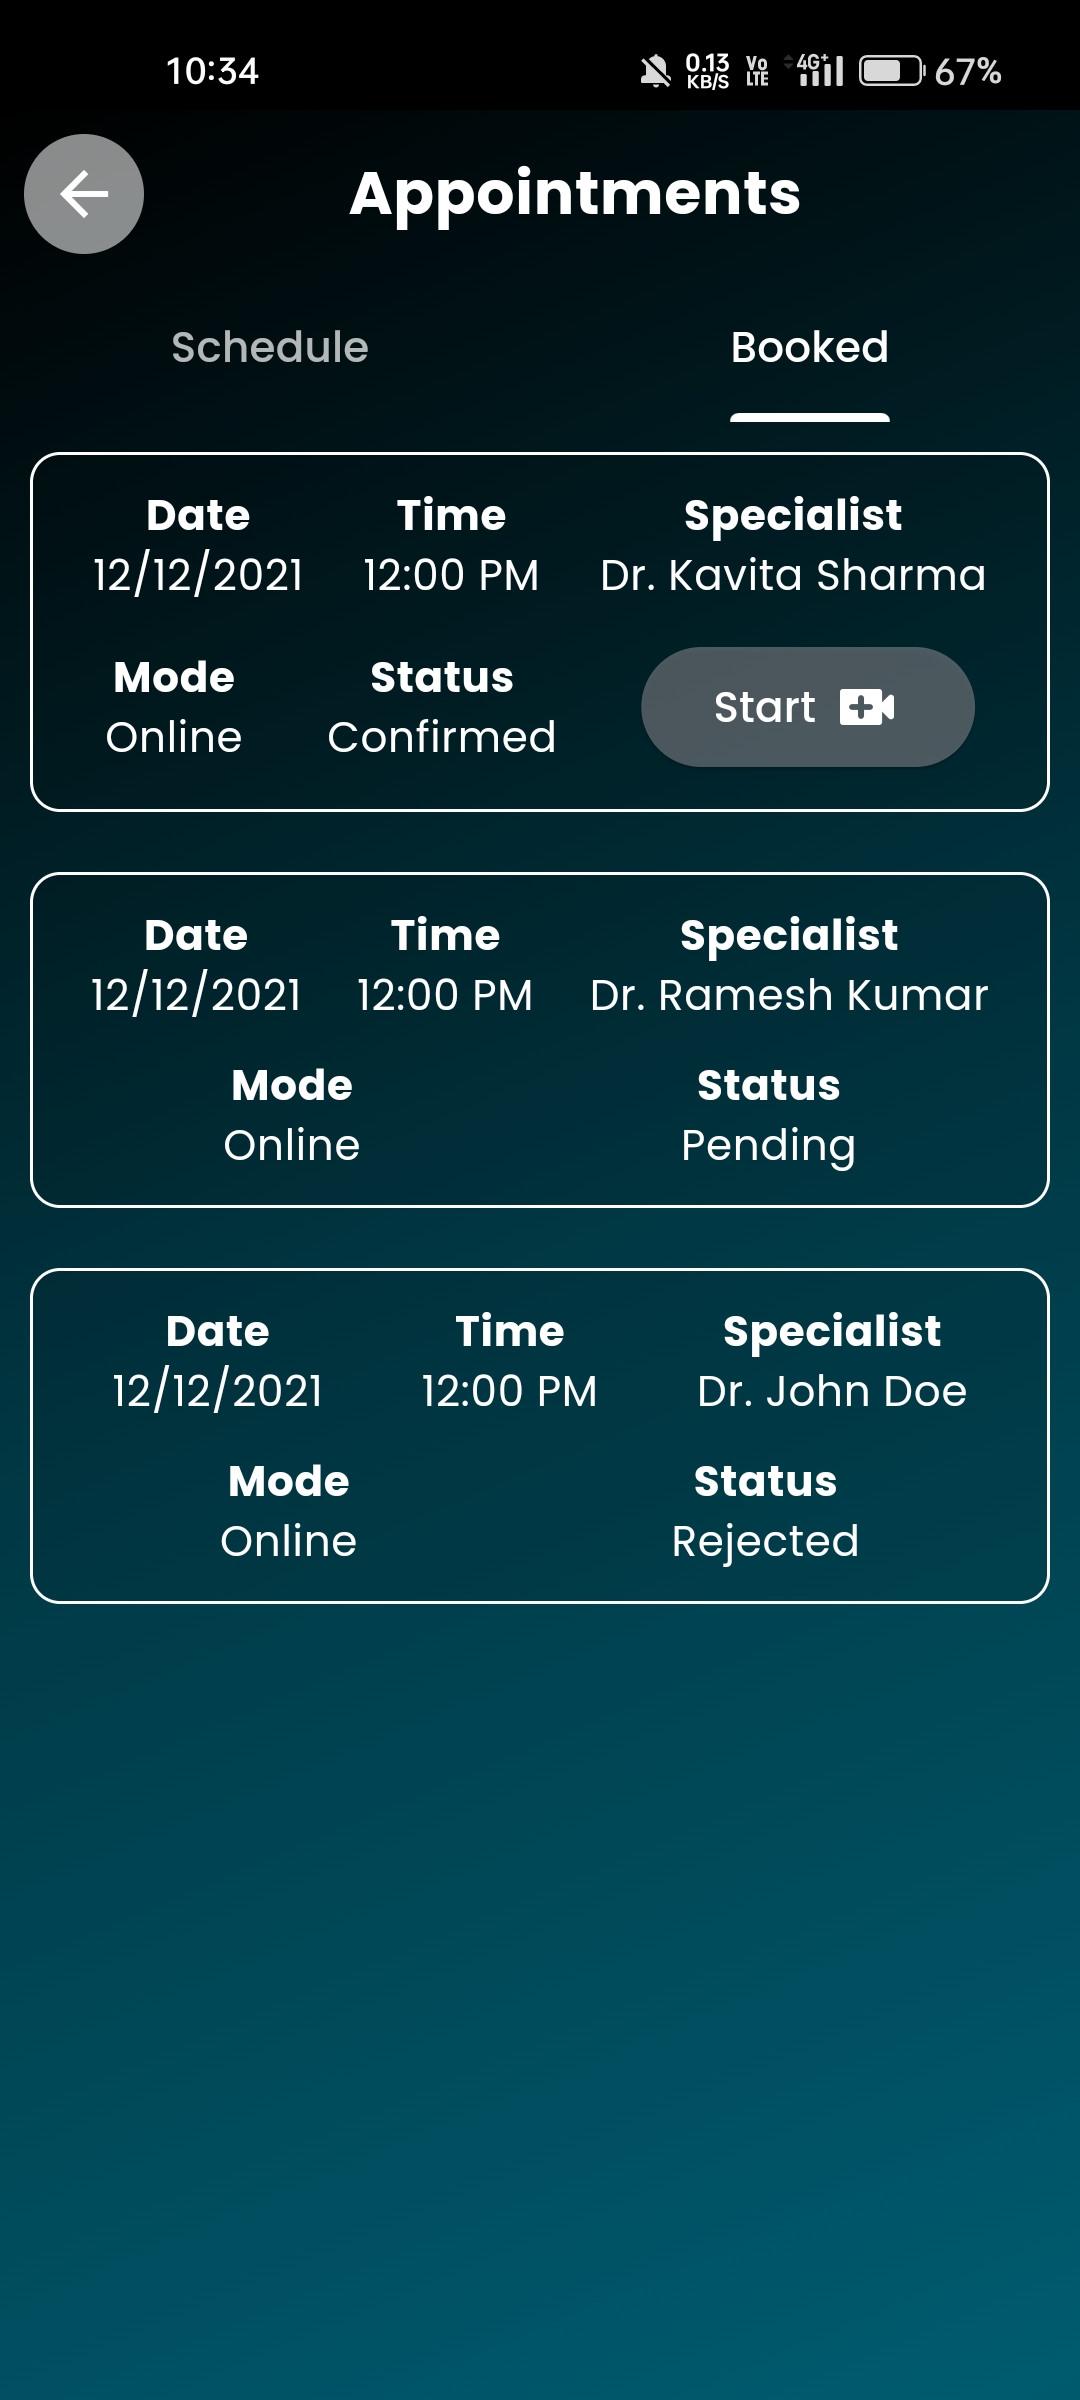 10:34 0.13 KB/S Vo LTE 4G+ 67%
Appointments
Schedule Booked
Date Time Specialist
12/12/2021 12:00 PM Dr. Kavita Sharma
Mode Status
Online Confirmed Start
Date Time Specialist
12/12/2021 12:00 PM Dr. Ramesh Kumar
Mode Status
Online Pending
Date Time Specialist
12/12/2021 12:00 PM Dr. John Doe
Mode Status
Online Rejected